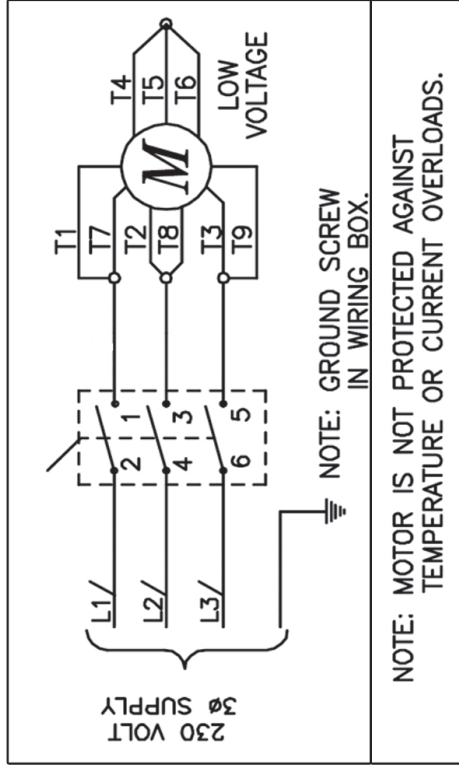 230 VOLT
3ø SUPPLY
L1
L2
L3
2
1
4
3
6
5
T1
T7
T2
T8
T3
T9
M
T4
T5
T6
LOW
VOLTAGE
NOTE: GROUND SCREW
IN WIRING BOX.
NOTE: MOTOR IS NOT PROTECTED AGAINST
TEMPERATURE OR CURRENT OVERLOADS.